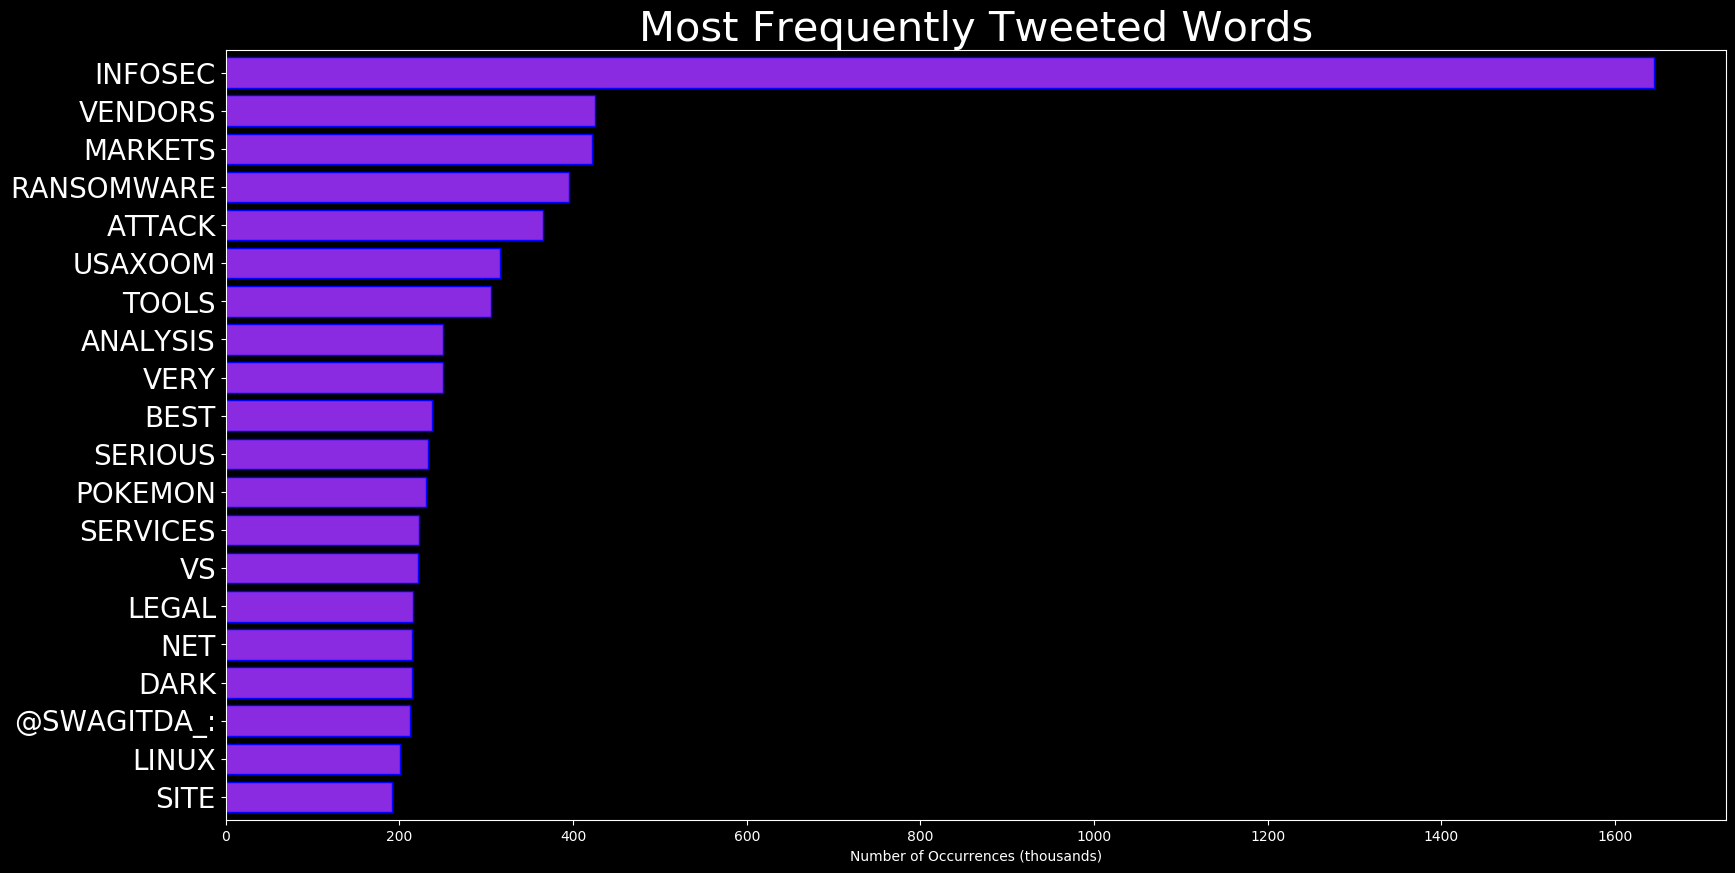 Most Frequently Tweeted Words
INFOSEC
VENDORS
MARKETS
RANSOMWARE
ATTACK
USAXOOM
TOOLS
ANALYSIS
VERY
BEST
SERIOUS
POKEMON
SERVICES
VS
LEGAL
NET
DARK
@SWAGITDA_:
LINUX
SITE
0 200 400 600 800 1000 1200 1400 1600
Number of Occurrences (thousands)